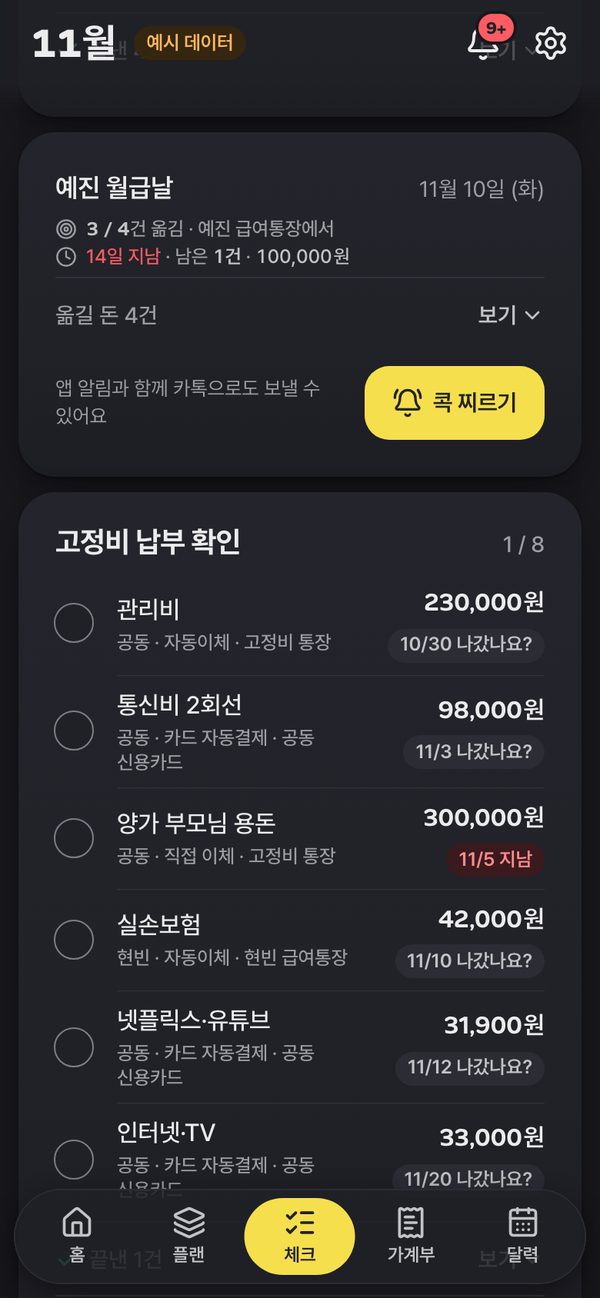 11월 예시 데이터 9+
보기
예진 월급날 11월 10일 (화)
3 / 4건 옮김 · 예진 급여통장에서
14일 지남 · 남은 1건 · 100,000원
옮길 돈 4건 보기
앱 알림과 함께 카톡으로도 보낼 수
있어요
콕 찌르기
고정비 납부 확인 1 / 8
관리비 230,000원
공동 · 자동이체 · 고정비 통장 10/30 나갔나요?
통신비 2회선 98,000원
공동 · 카드 자동결제 · 공동
신용카드
11/3 나갔나요?
양가 부모님 용돈 300,000원
공동 · 직접 이체 · 고정비 통장 11/5 지남
실손보험 42,000원
현빈 · 자동이체 · 현빈 급여통장 11/10 나갔나요?
넷플릭스·유튜브 31,900원
공동 · 카드 자동결제 · 공동
신용카드
11/12 나갔나요?
인터넷·TV 33,000원
공동 · 카드 자동결제 · 공동
신용카드
11/20 나갔나요?
끝낸 1건 보기
홈 플랜 체크 가계부 달력